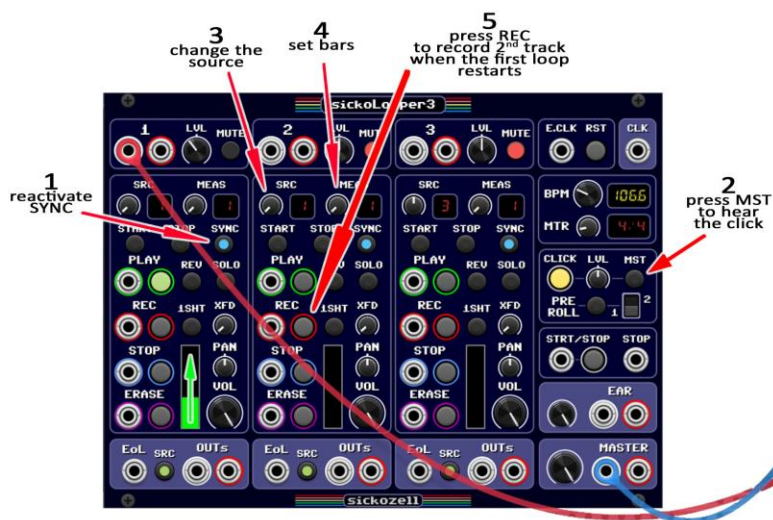 5
press REC
to record 2nd track
when the first loop
restarts
3
change the
source
4
set bars
sickoLooper3
1 LVL MUTE
2 LVL MUT
3 LVL MUTE
E.CLK RST
CLK
1
reactivate
SYNC
2
press MST
to hear
the click
SRC MEAS
1 1
START STOP SYNC
PLAY
REV SOLO
REC
1SHT XFD
STOP
PAN
ERASE
VOL
EoL SRC OUTs
SRC MEA
1 1
START STO SYNC
PLAY
EV SOLO
REC
1SHT XFD
STOP
PAN
ERASE
VOL
EoL SRC OUTs
SRC MEAS
3 1
START STOP SYNC
PLAY
REV SOLO
REC
1SHT XFD
STOP
PAN
ERASE
VOL
EoL SRC OUTs
BPM 106.6
MTR 4:4
CLICK LVL MST
PRE
ROLL
1 2
STRT/STOP STOP
EAR
MASTER
sickozell